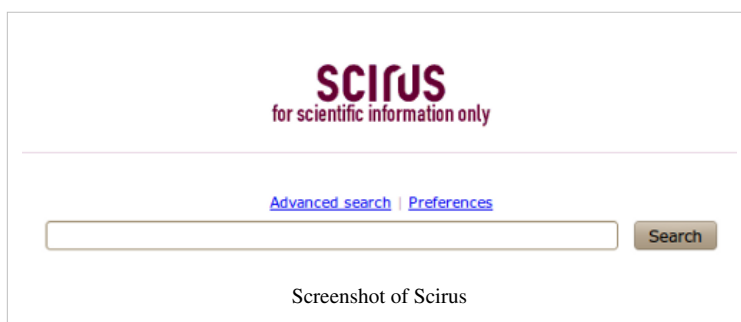 SCIRUS
for scientific information only
Advanced search | Preferences
Search
Screenshot of Scirus